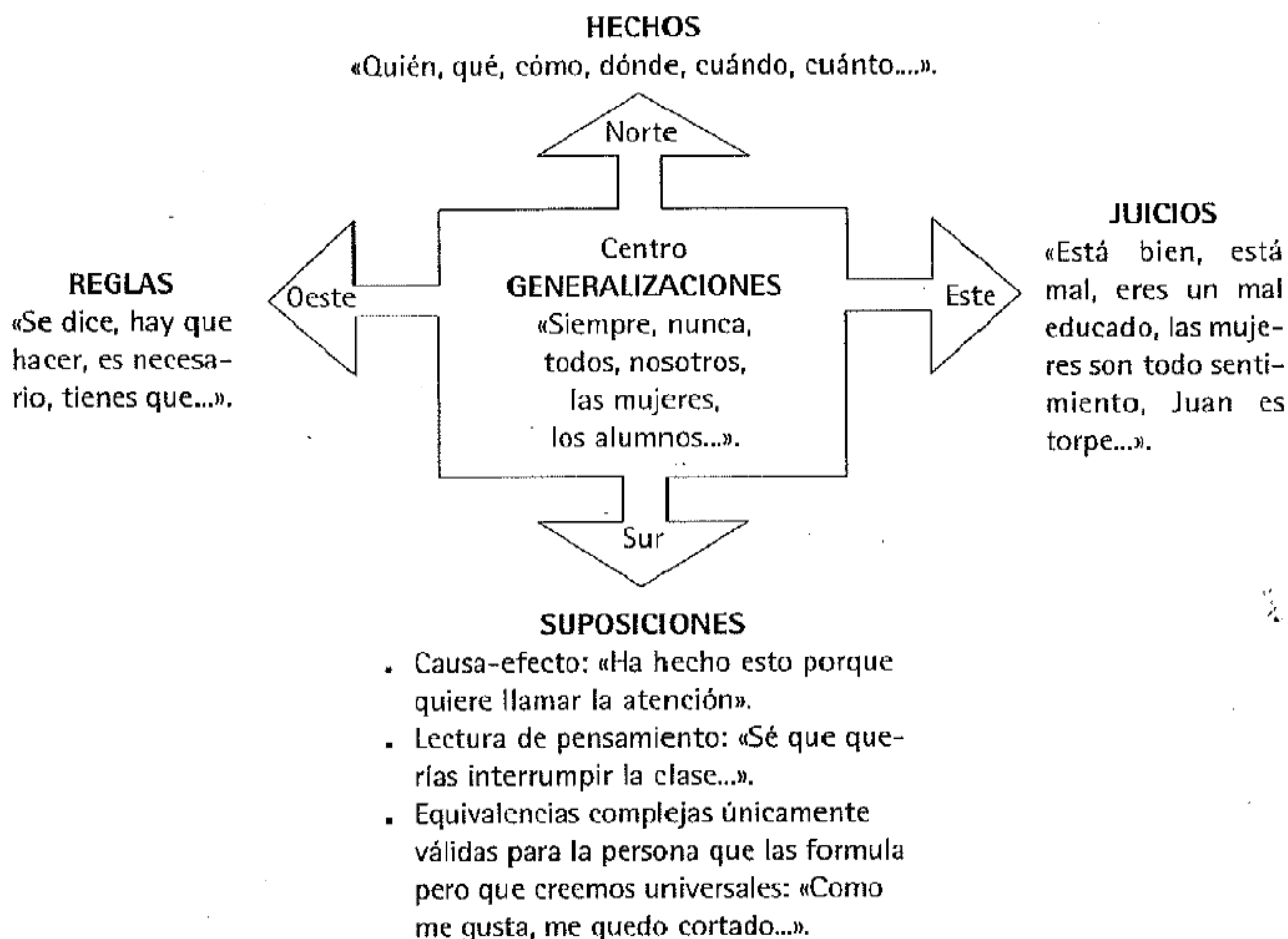 HECHOS
«Quién, qué, cómo, dónde, cuándo, cuánto....».
Norte
REGLAS
«Se dice, hay que
hacer, es necesa-
rio, tienes que...».
Oeste
Centro
GENERALIZACIONES
«Siempre, nunca,
todos, nosotros,
las mujeres,
los alumnos...».
Este
JUICIOS
«Está bien, está
mal, eres un mal
educado, las muje-
res son todo senti-
miento, Juan es
torpe...».
Sur
SUPOSICIONES
. Causa-efecto: «Ha hecho esto porque
quiere llamar la atención».
. Lectura de pensamiento: «Sé que que-
rías interrumpir la clase...».
. Equivalencias complejas únicamente
válidas para la persona que las formula
pero que creemos universales: «Como
me gusta, me quedo cortado...».